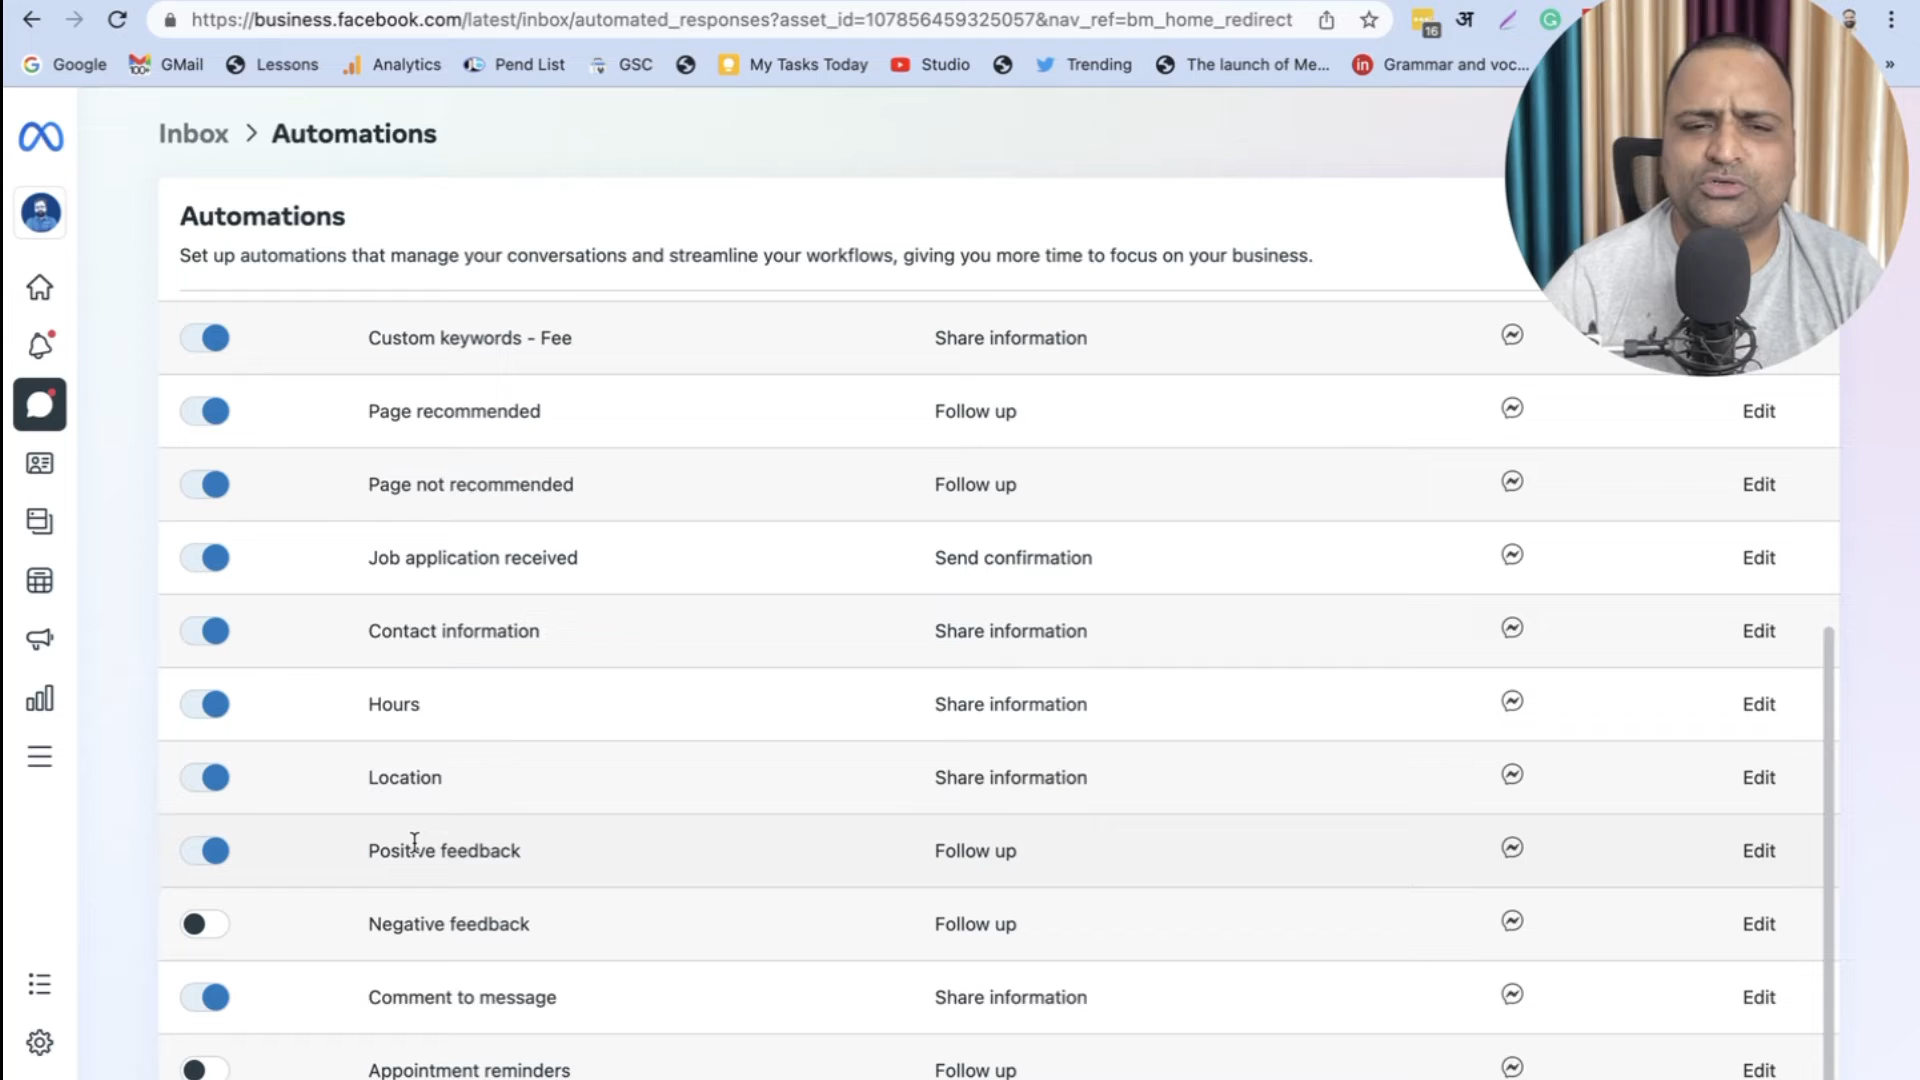 https://business.facebook.com/latest/inbox/automated_responses?asset_id=107856459325057&nav_ref=bm_home_redirect
16 अ G
G Google 100+ GMail Lessons Analytics Pend List GSC My Tasks Today Studio Trending The launch of Me... in Grammar and voc... »
Inbox > Automations
Automations
Set up automations that manage your conversations and streamline your workflows, giving you more time to focus on your business.
Custom keywords - Fee Share information
Page recommended Follow up Edit
Page not recommended Follow up Edit
Job application received Send confirmation Edit
Contact information Share information Edit
Hours Share information Edit
Location Share information Edit
Positive feedback Follow up Edit
Negative feedback Follow up Edit
Comment to message Share information Edit
Appointment reminders Follow up Edit